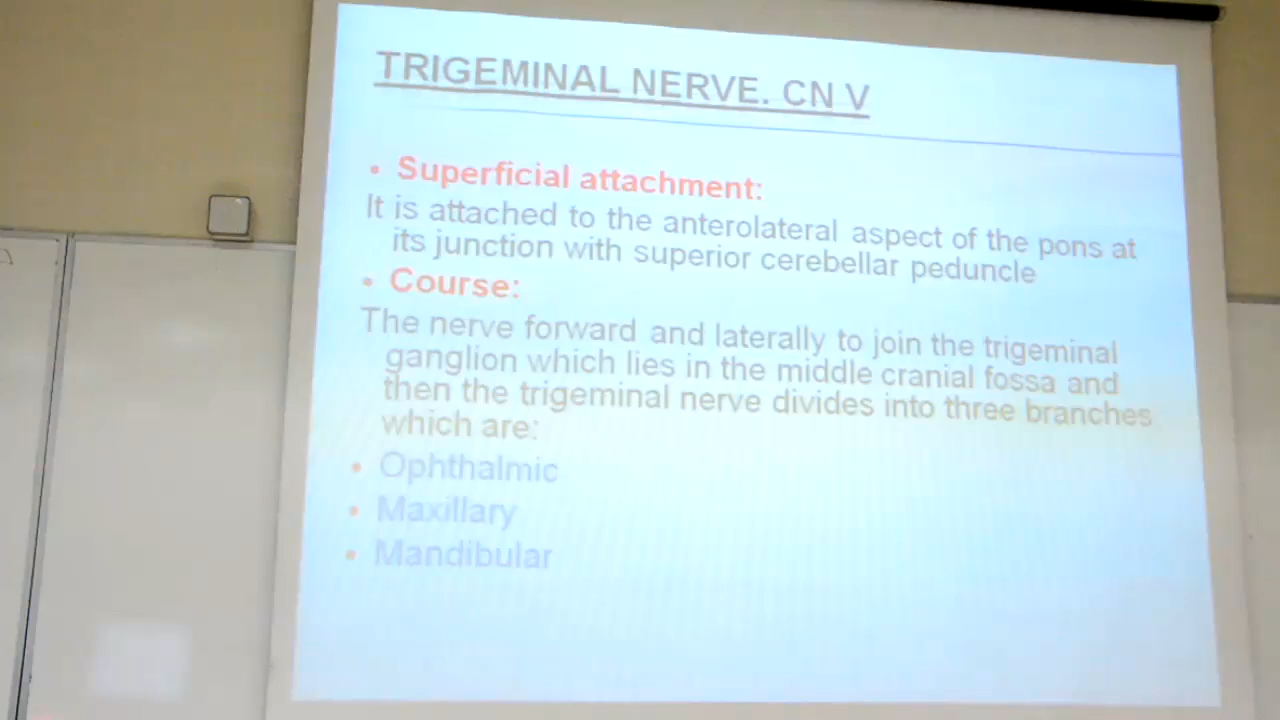 TRIGEMINAL NERVE. CN V
• Superficial attachment:
It is attached to the anterolateral aspect of the pons at
its junction with superior cerebellar peduncle
• Course:
The nerve forward and laterally to join the trigeminal
ganglion which lies in the middle cranial fossa and
then the trigeminal nerve divides into three branches
which are:
• Ophthalmic
• Maxillary
• Mandibular